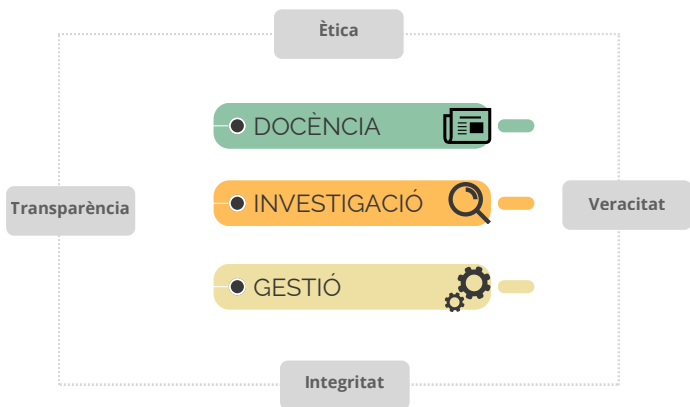 Ètica
DOCÈNCIA
Transparència
INVESTIGACIÓ
Veracitat
GESTIÓ
Integritat